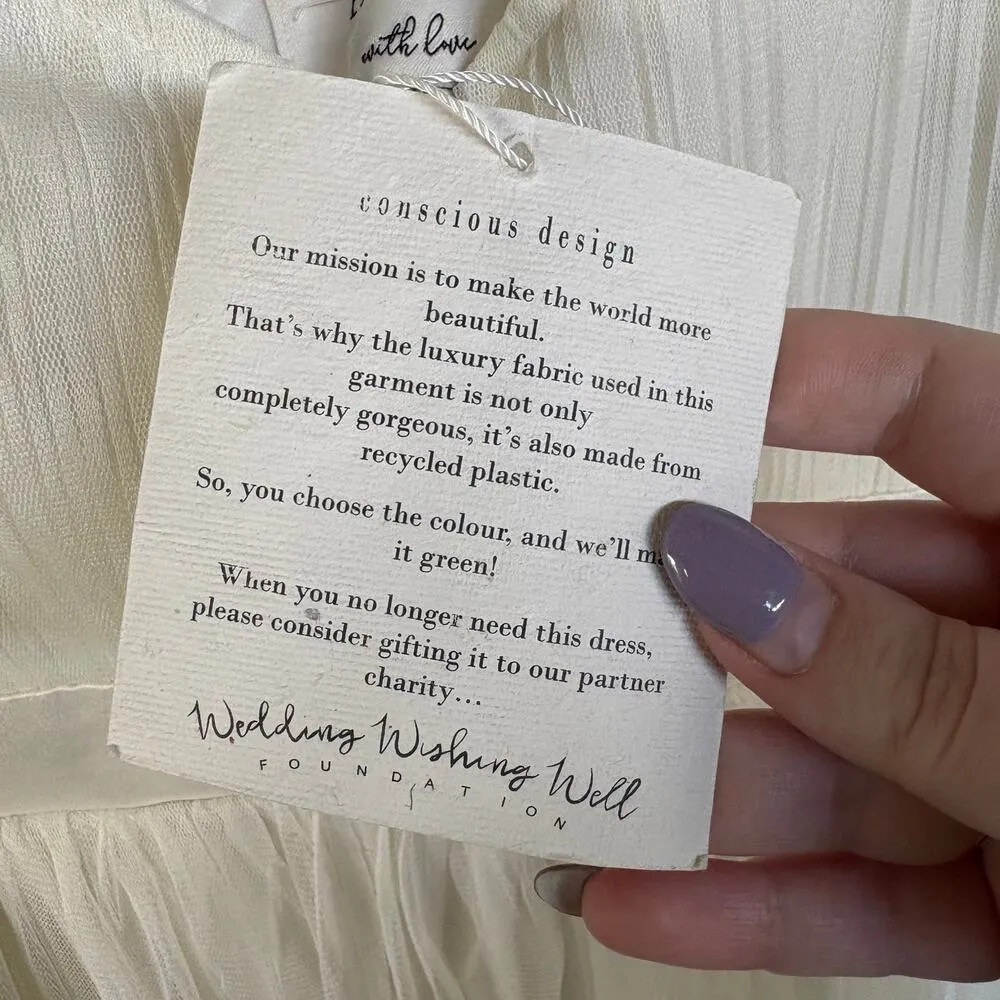 with love
conscious design
Our mission is to make the world more
beautiful.
That's why the luxury fabric used in this
garment is not only
completely gorgeous, it's also made from
recycled plastic.
So, you choose the colour, and we'll
it green!
When you no longer need this dress,
please consider gifting it to our partner
charity...
Wedding Wishing Well
FOUNDATION